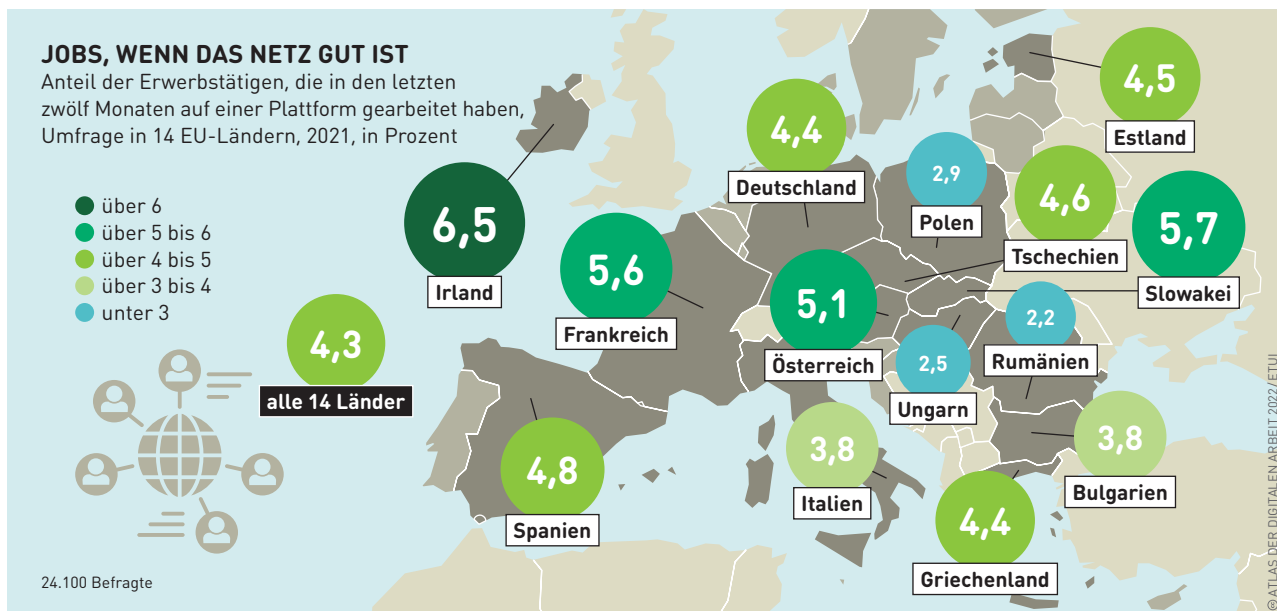 JOBS, WENN DAS NETZ GUT IST
Anteil der Erwerbstätigen, die in den letzten
zwölf Monaten auf einer Plattform gearbeitet haben,
Umfrage in 14 EU-Ländern, 2021, in Prozent
über 6
über 5 bis 6
über 4 bis 5
über 3 bis 4
unter 3
4,3
alle 14 Länder
6,5
Irland
5,6
Frankreich
4,8
Spanien
4,4
Deutschland
5,1
Österreich
3,8
Italien
2,9
Polen
2,5
Ungarn
4,5
Estland
4,6
Tschechien
5,7
Slowakei
2,2
Rumänien
3,8
Bulgarien
4,4
Griechenland
24.100 Befragte
©ATLAS DER DIGITALEN ARBEIT 2022/ETUI